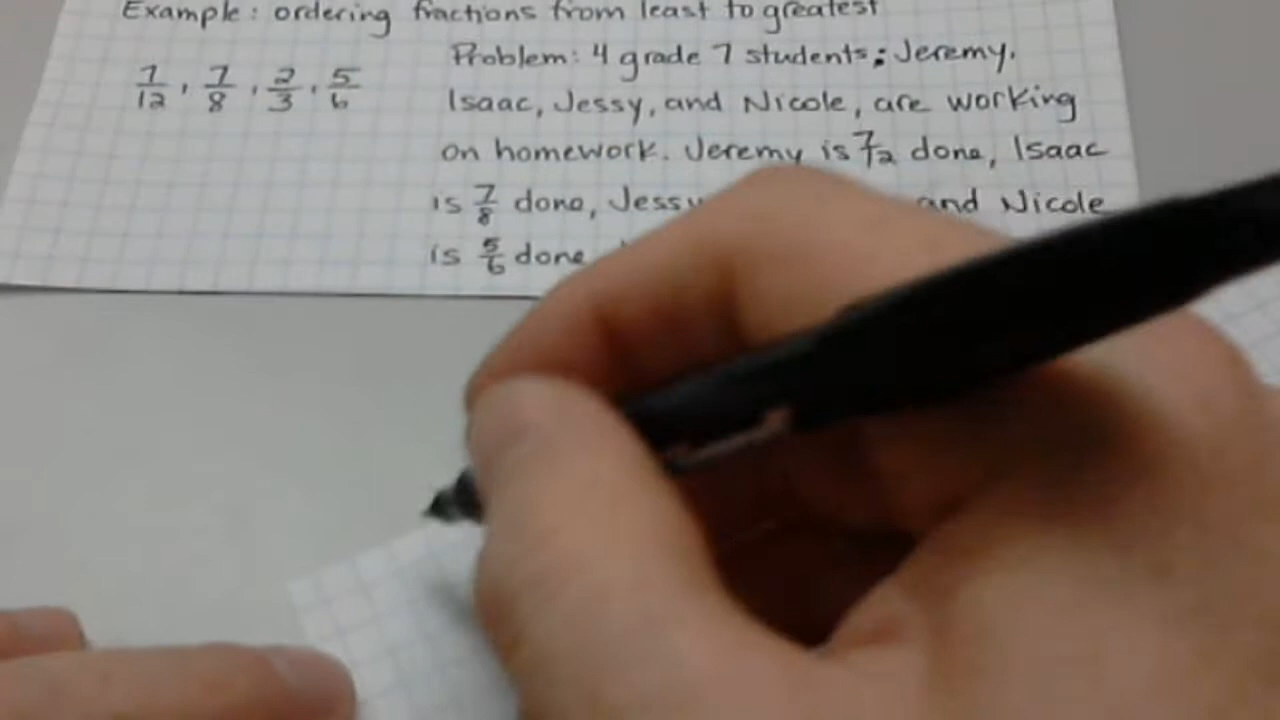 Example: ordering fractions from least to greatest
7/12, 7/8, 2/3, 5/6
Problem: 4 grade 7 students: Jeremy,
Isaac, Jessy, and Nicole, are working
on homework. Jeremy is 7/12 done, Isaac
is 7/8 done, Jessy and Nicole
is 5/6 done